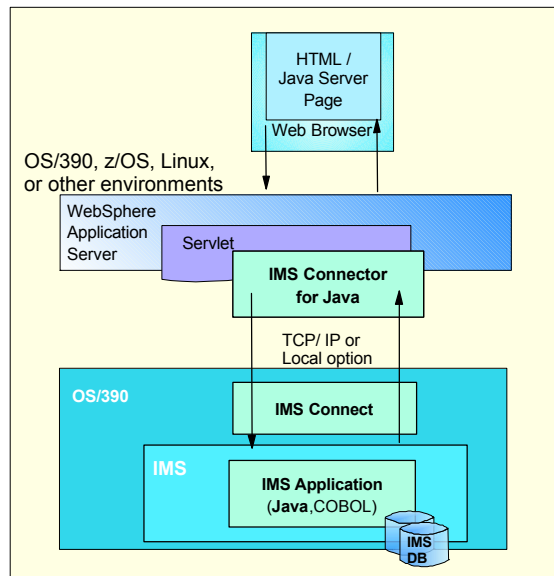 HTML /
Java Server
Page
Web Browser
OS/390, z/OS, Linux,
or other environments
WebSphere
Application
Server
Servlet
IMS Connector
for Java
TCP/ IP or
Local option
OS/390
IMS Connect
IMS
IMS Application
(Java,COBOL)
IMS
DB